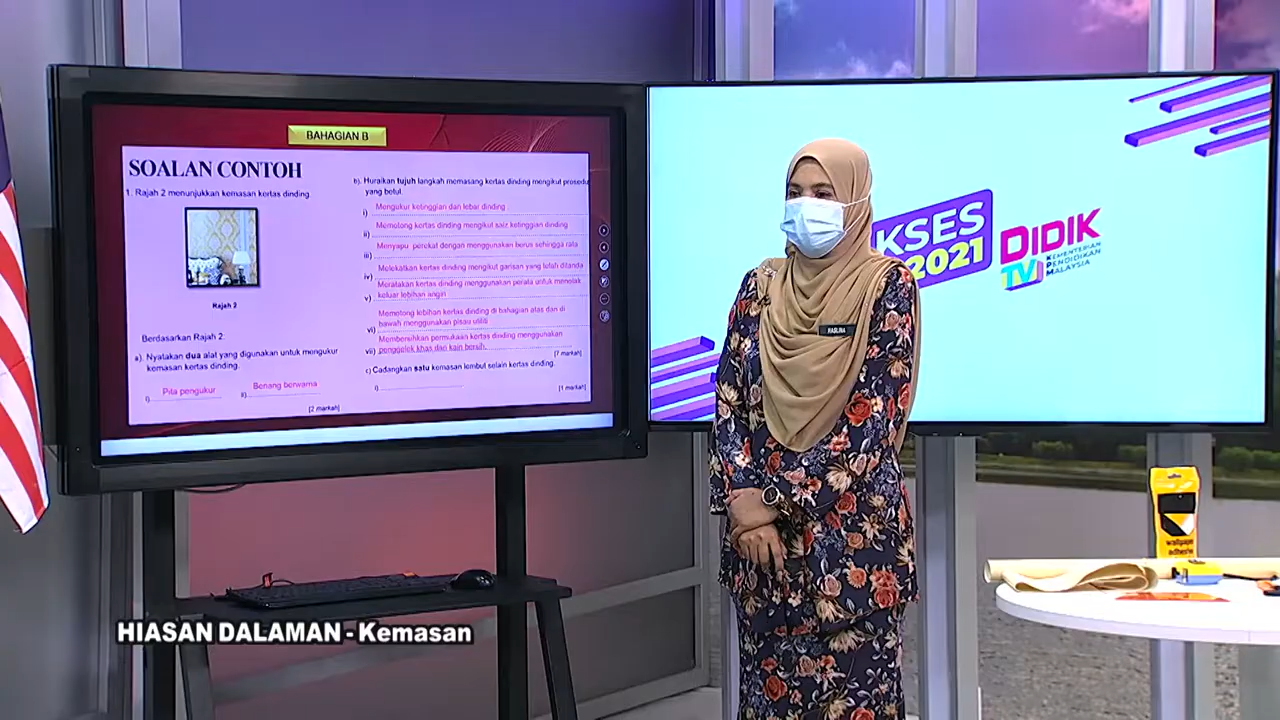 BAHAGIAN B
SOALAN CONTOH
1. Rajah 2 menunjukkan kemasan kertas dinding.
Rajah 2
Berdasarkan Rajah 2:
a). Nyatakan dua alat yang digunakan untuk mengukur
kemasan kertas dinding.
i) Pita pengukur ii) Benang berwarna
[2 markah]
b). Huraikan tujuh langkah memasang kertas dinding mengikut prosedu
yang betul.
i) Mengukur ketinggian dan lebar dinding
ii) Memotong kertas dinding mengikut saiz ketinggian dinding
iii) Menyapu perekat dengan menggunakan berus sehingga rata
iv) Melekatkan kertas dinding mengikut garisan yang telah ditanda
v) Meratakan kertas dinding menggunakan perata untuk menolak
keluar lebihan angin
vi) Memotong lebihan kertas dinding di bahagian atas dan di
bawah menggunakan pisau utiliti
vii) Membersihkan permukaan kertas dinding menggunakan
penggelek khas dan kain bersih.
[7 markah]
c) Cadangkan satu kemasan lembut selain kertas dinding.
i)
[1 markah]
KSES
2021
DIDIK
TV
KEMENTERIAN
PENDIDIKAN
MALAYSIA
HASLINA
wallpape
adhesive
HIASAN DALAMAN - Kemasan